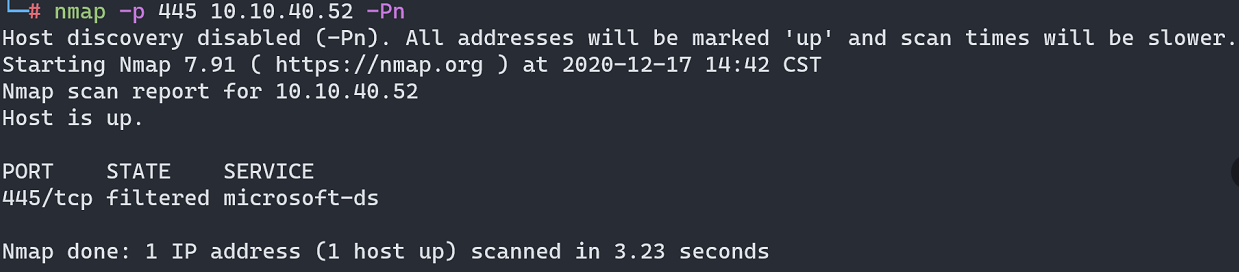 └─# nmap -p 445 10.10.40.52 -Pn
Host discovery disabled (-Pn). All addresses will be marked 'up' and scan times will be slower.
Starting Nmap 7.91 ( https://nmap.org ) at 2020-12-17 14:42 CST
Nmap scan report for 10.10.40.52
Host is up.
PORT    STATE    SERVICE
445/tcp filtered microsoft-ds
Nmap done: 1 IP address (1 host up) scanned in 3.23 seconds